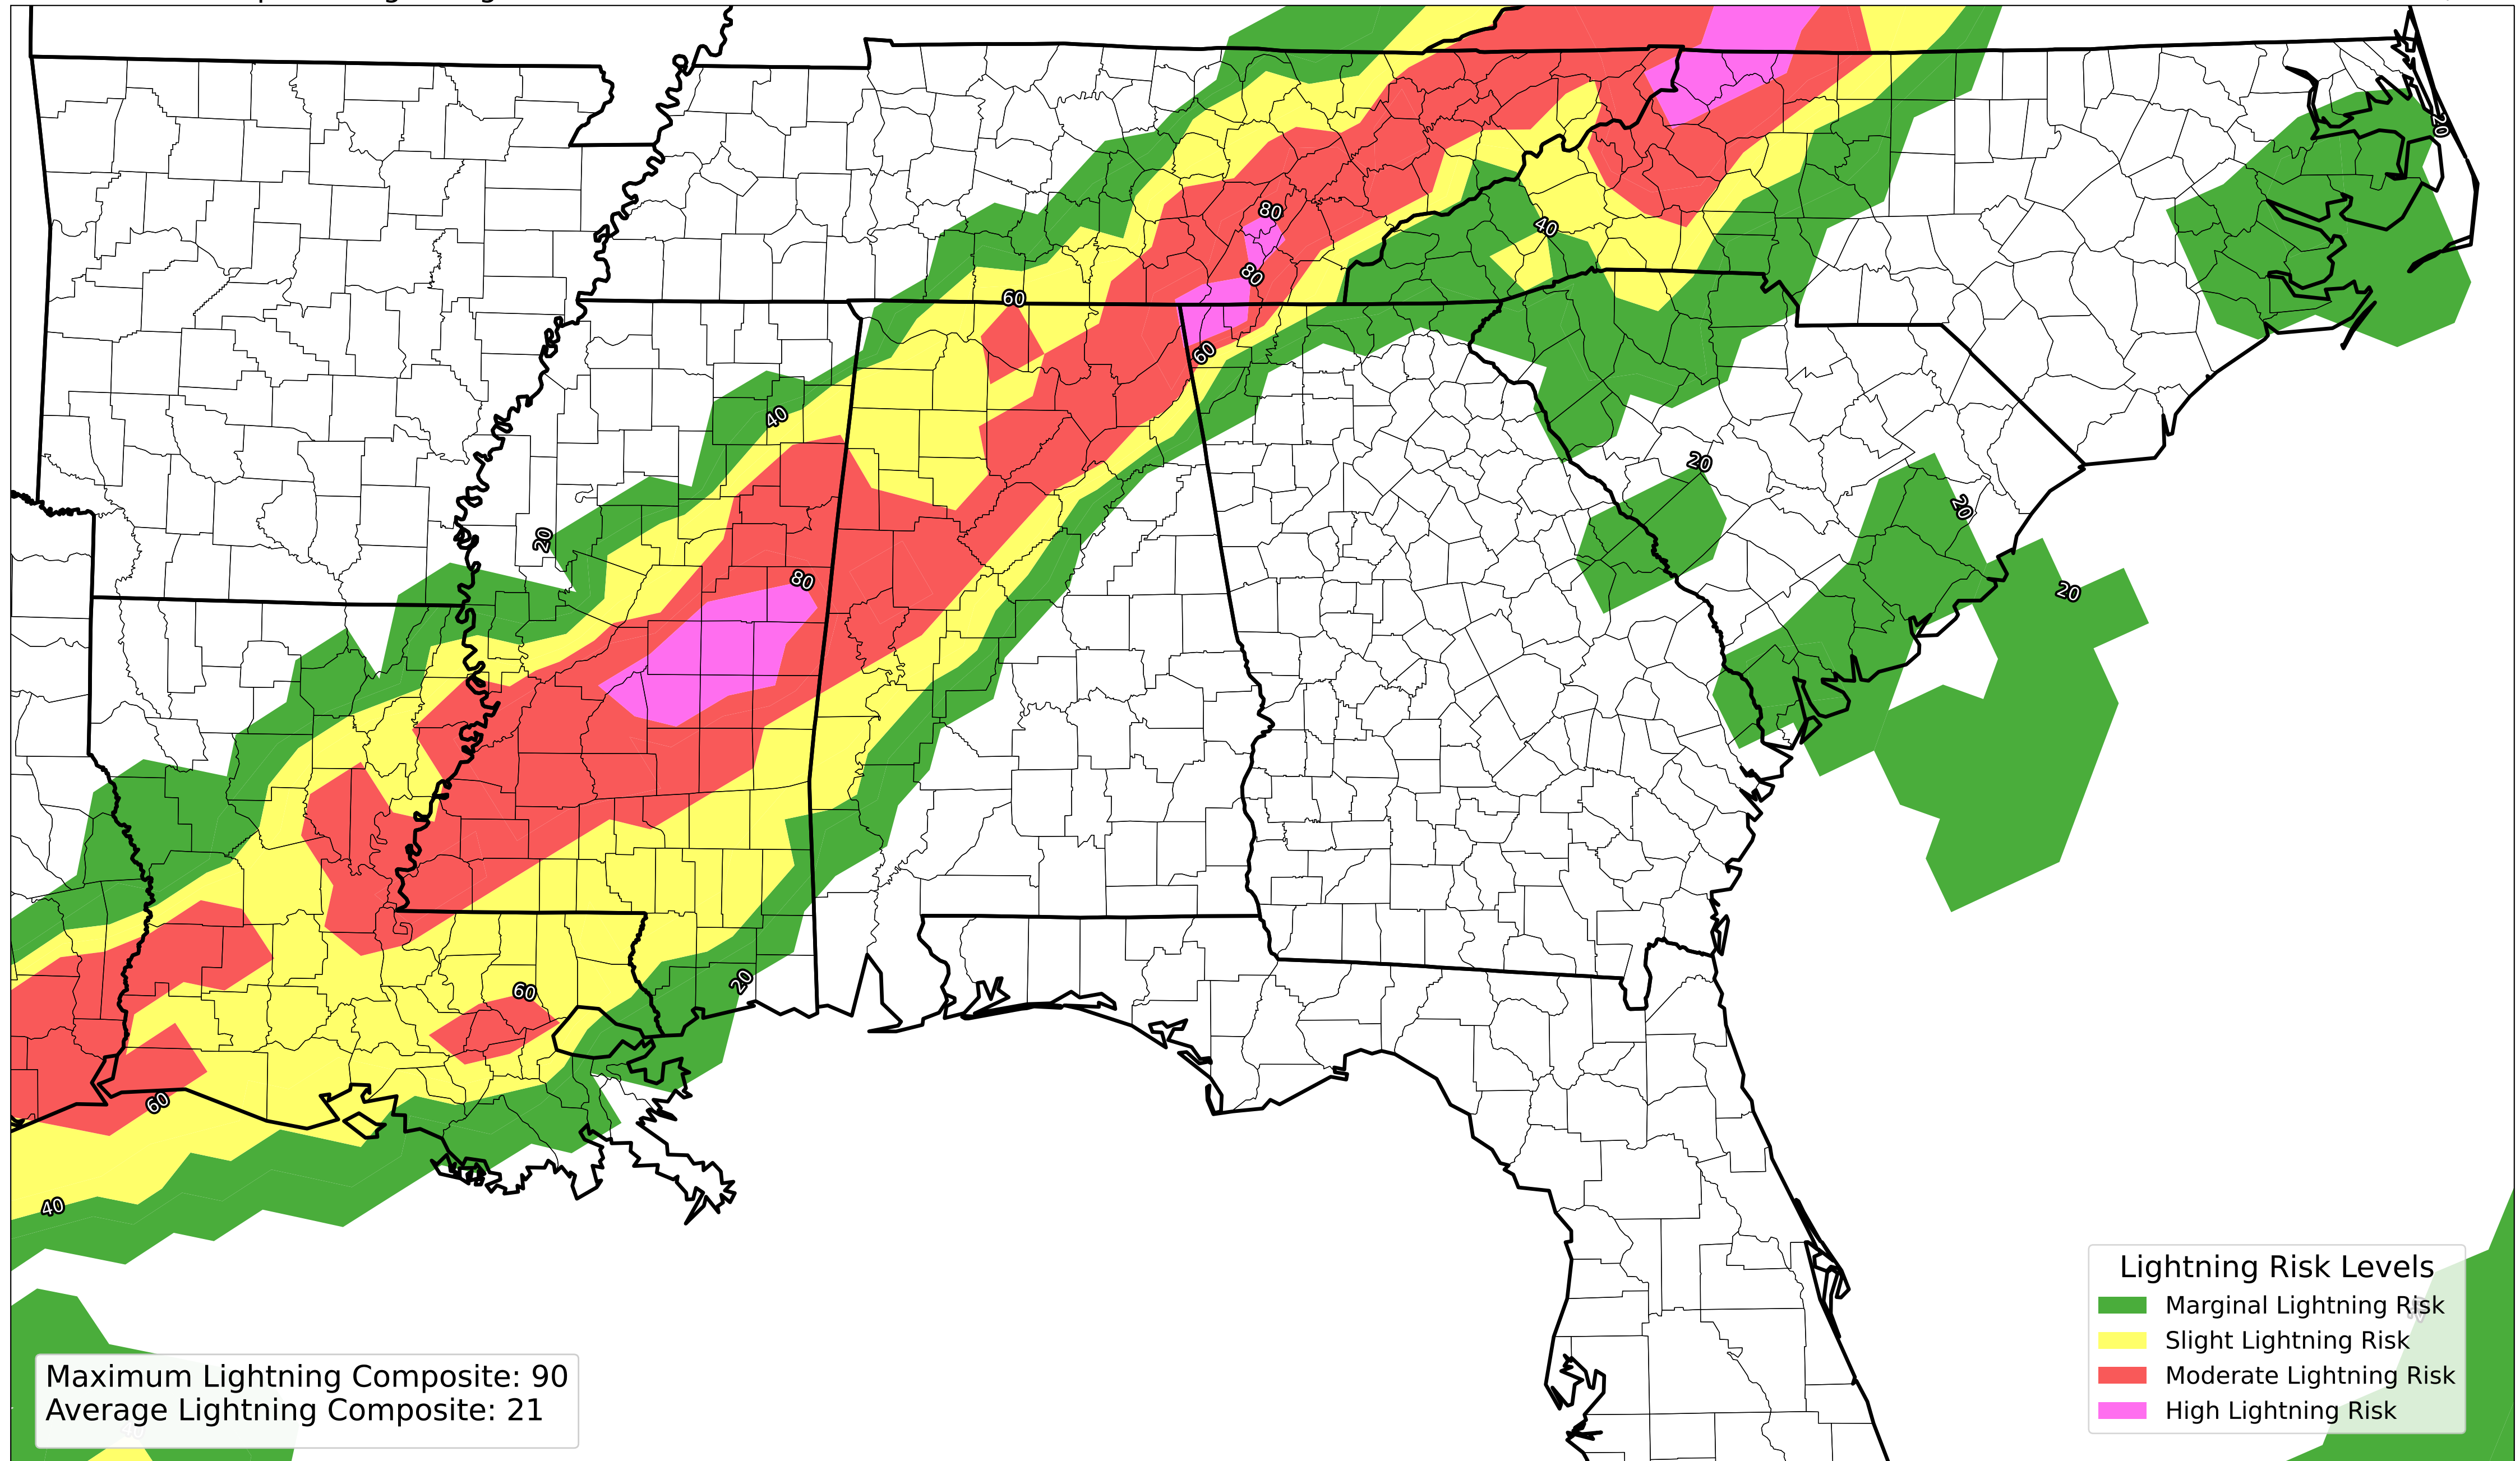 20
80
40
80
60
60
40
20
20
20
80
20
20
60
60
40
Lightning Risk Levels
Marginal Lightning Risk
Slight Lightning Risk
Moderate Lightning Risk
High Lightning Risk
Maximum Lightning Composite: 90
Average Lightning Composite: 21